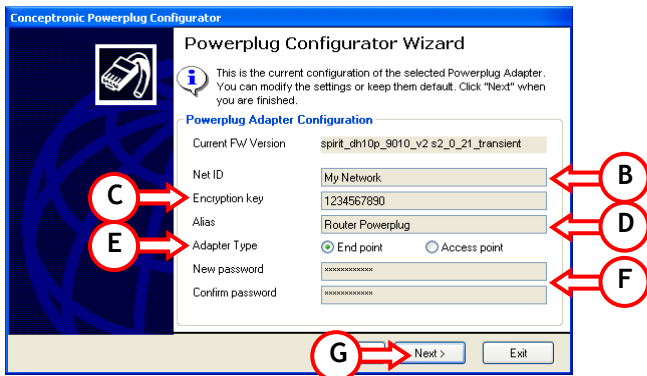 Conceptronic Powerplug Configurator
Powerplug Configurator Wizard
This is the current configuration of the selected Powerplug Adapter.
You can modify the settings or keep them default. Click "Next" when
you are finished.
Powerplug Adapter Configuration
Current FW Version spirit_dh10p_9010_v2 s2_0_21_transient
Net ID My Network B
C Encryption key 1234567890
Alias Router Powerplug D
E Adapter Type End point Access point
New password xxxxxxxxxxxx F
Confirm password xxxxxxxxxxxx
G Next > Exit